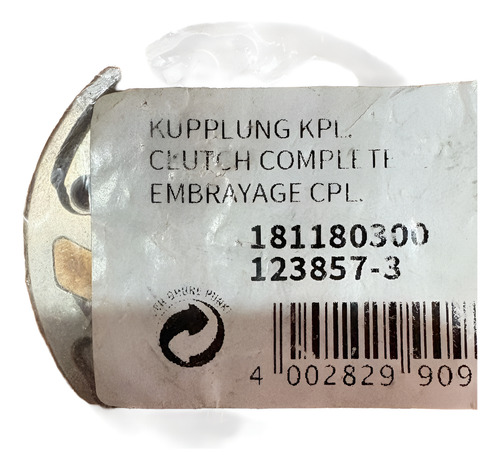 KUPPLUNG KPL.
CLUTCH COMPLETE
EMBRAYAGE CPL.
181180300
123857-3
4 002829 909